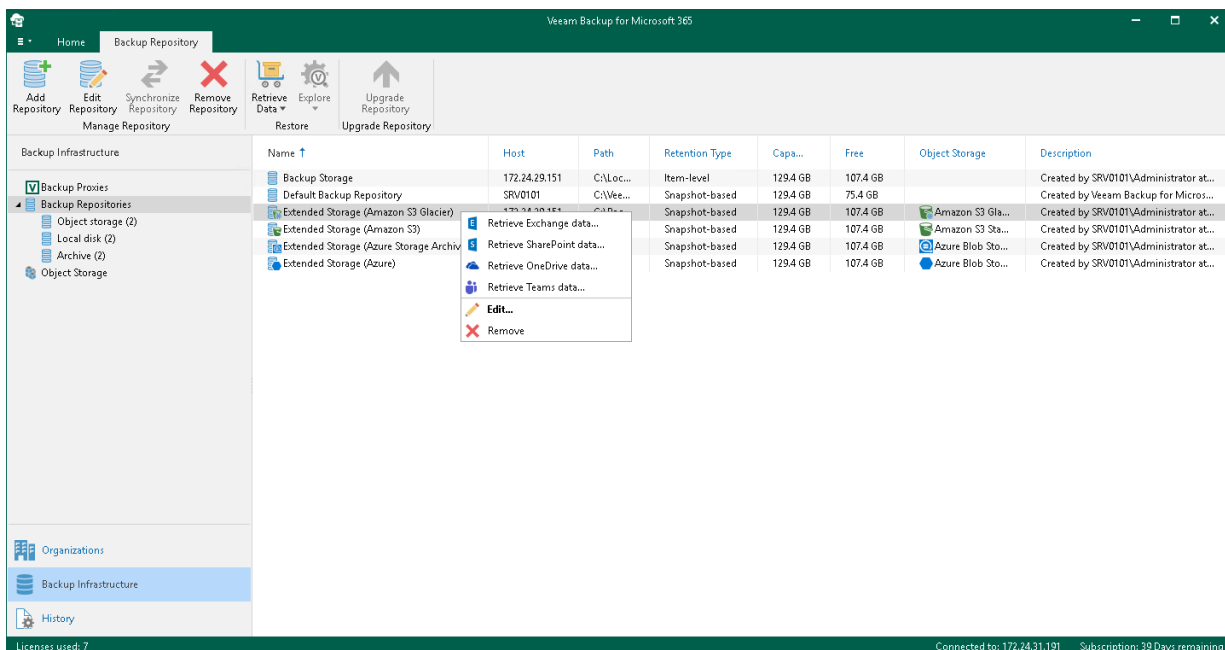 Veeam Backup for Microsoft 365
Home Backup Repository
Add Repository
Edit Repository
Synchronize Repository
Remove Repository
Retrieve Data
Explore
Upgrade Repository
Manage Repository Restore Upgrade Repository
Backup Infrastructure
Backup Proxies
Backup Repositories
Object storage (2)
Local disk (2)
Archive (2)
Object Storage
Name Host Path Retention Type Capa... Free Object Storage Description
Backup Storage 172.24.29.151 C:\Loc... Item-level 129.4 GB 107.4 GB Created by SRV0101\Administrator at...
Default Backup Repository SRV0101 C:\Vee... Snapshot-based 129.4 GB 75.4 GB Created by Veeam Backup for Micros...
Extended Storage (Amazon S3 Glacier) Snapshot-based 129.4 GB 107.4 GB Amazon S3 Gla... Created by SRV0101\Administrator at...
Extended Storage (Amazon S3) Snapshot-based 129.4 GB 107.4 GB Amazon S3 Sta... Created by SRV0101\Administrator at...
Extended Storage (Azure Storage Archiv Snapshot-based 129.4 GB 107.4 GB Azure Blob Sto... Created by SRV0101\Administrator at...
Extended Storage (Azure) Snapshot-based 129.4 GB 107.4 GB Azure Blob Sto... Created by SRV0101\Administrator at...
Retrieve Exchange data...
Retrieve SharePoint data...
Retrieve OneDrive data...
Retrieve Teams data...
Edit...
Remove
Organizations
Backup Infrastructure
History
Licenses used: 7 Connected to: 172.24.31.191 Subscription: 39 Days remaining